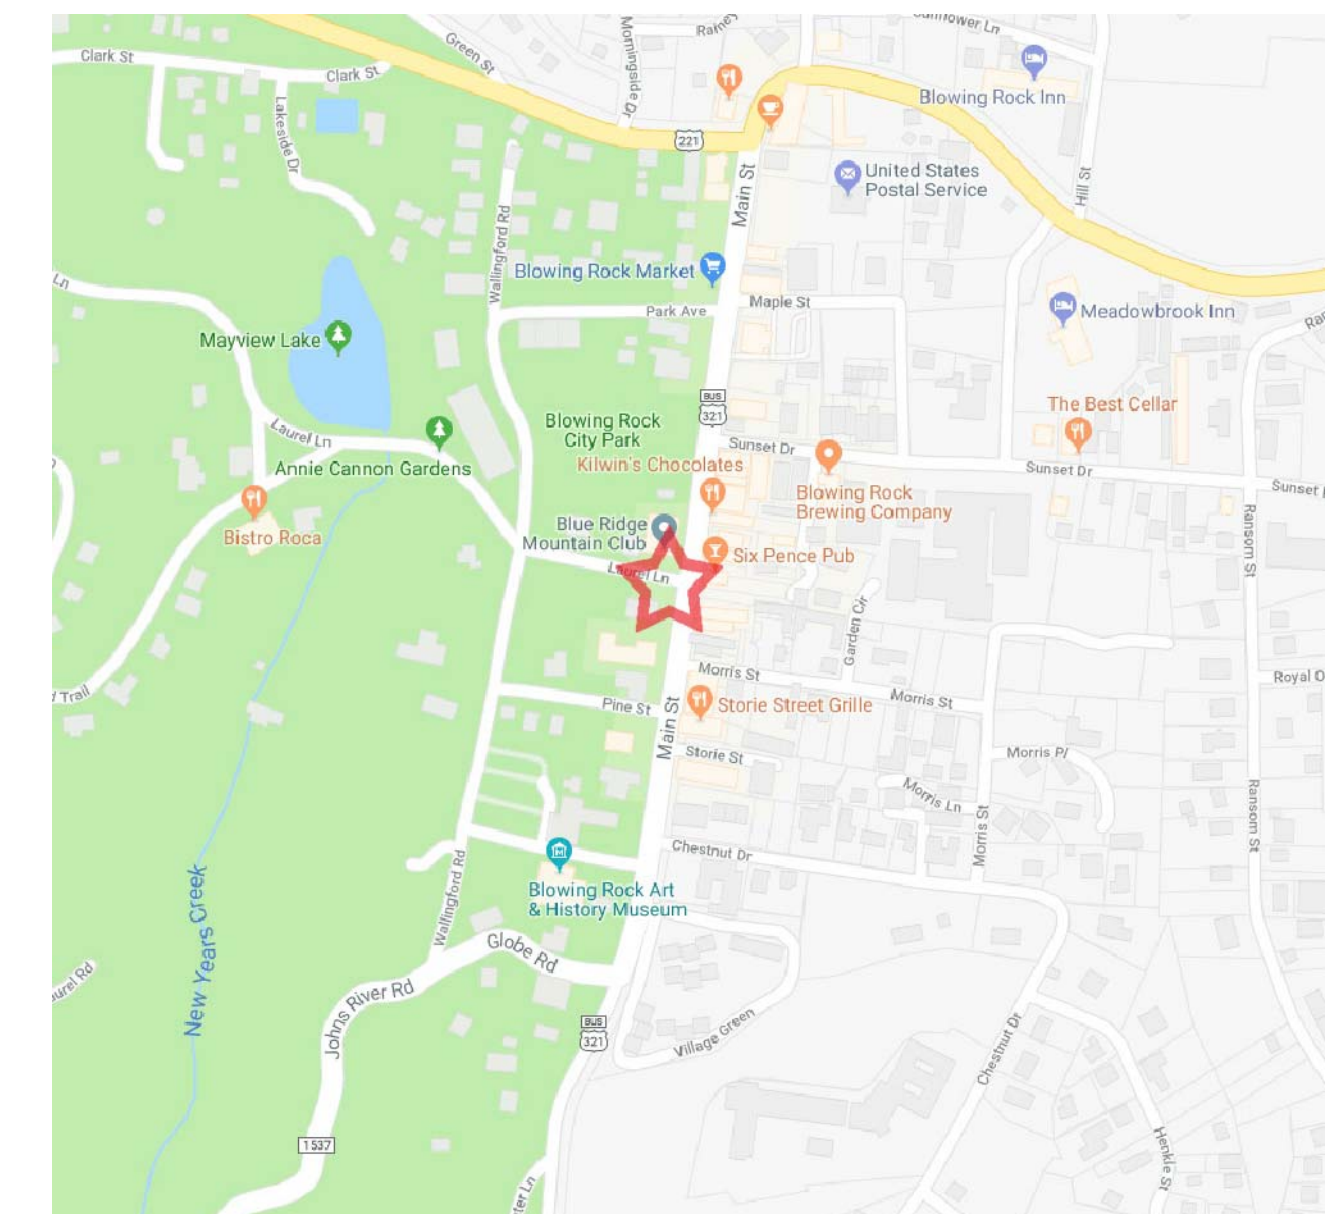 Sunflower Ln
Ramey
Morningside Dr
Green St
Clark St
Clark St
Blowing Rock Inn
Lakeside Dr
221
United States
Postal Service
Main St
Hill St
Wallingford Rd
Blowing Rock Market
Ln
Park Ave
Maple St
Meadowbrook Inn
Mayview Lake
BUS
321
The Best Cellar
Blowing Rock
City Park
Laurel Ln
Sunset Dr
Kilwin's Chocolates
Annie Cannon Gardens
Sunset Dr
Sunset
Blowing Rock
Brewing Company
Ransom St
Blue Ridge
Mountain Club
Bistro Roca
Six Pence Pub
Laurel Ln
Garden Cir
Morris St
Royal O
Trail
Pine St
Storie Street Grille
Morris St
Main St
Storie St
Morris Pl
Morris Ln
Ransom St
Morris St
Chestnut Dr
Wallingford Rd
Blowing Rock Art
& History Museum
New Years Creek
Globe Rd
aurel Rd
Johns River Rd
BUS
321
Village Green
Chestnut Dr
1537
Henkle St
ter Ln